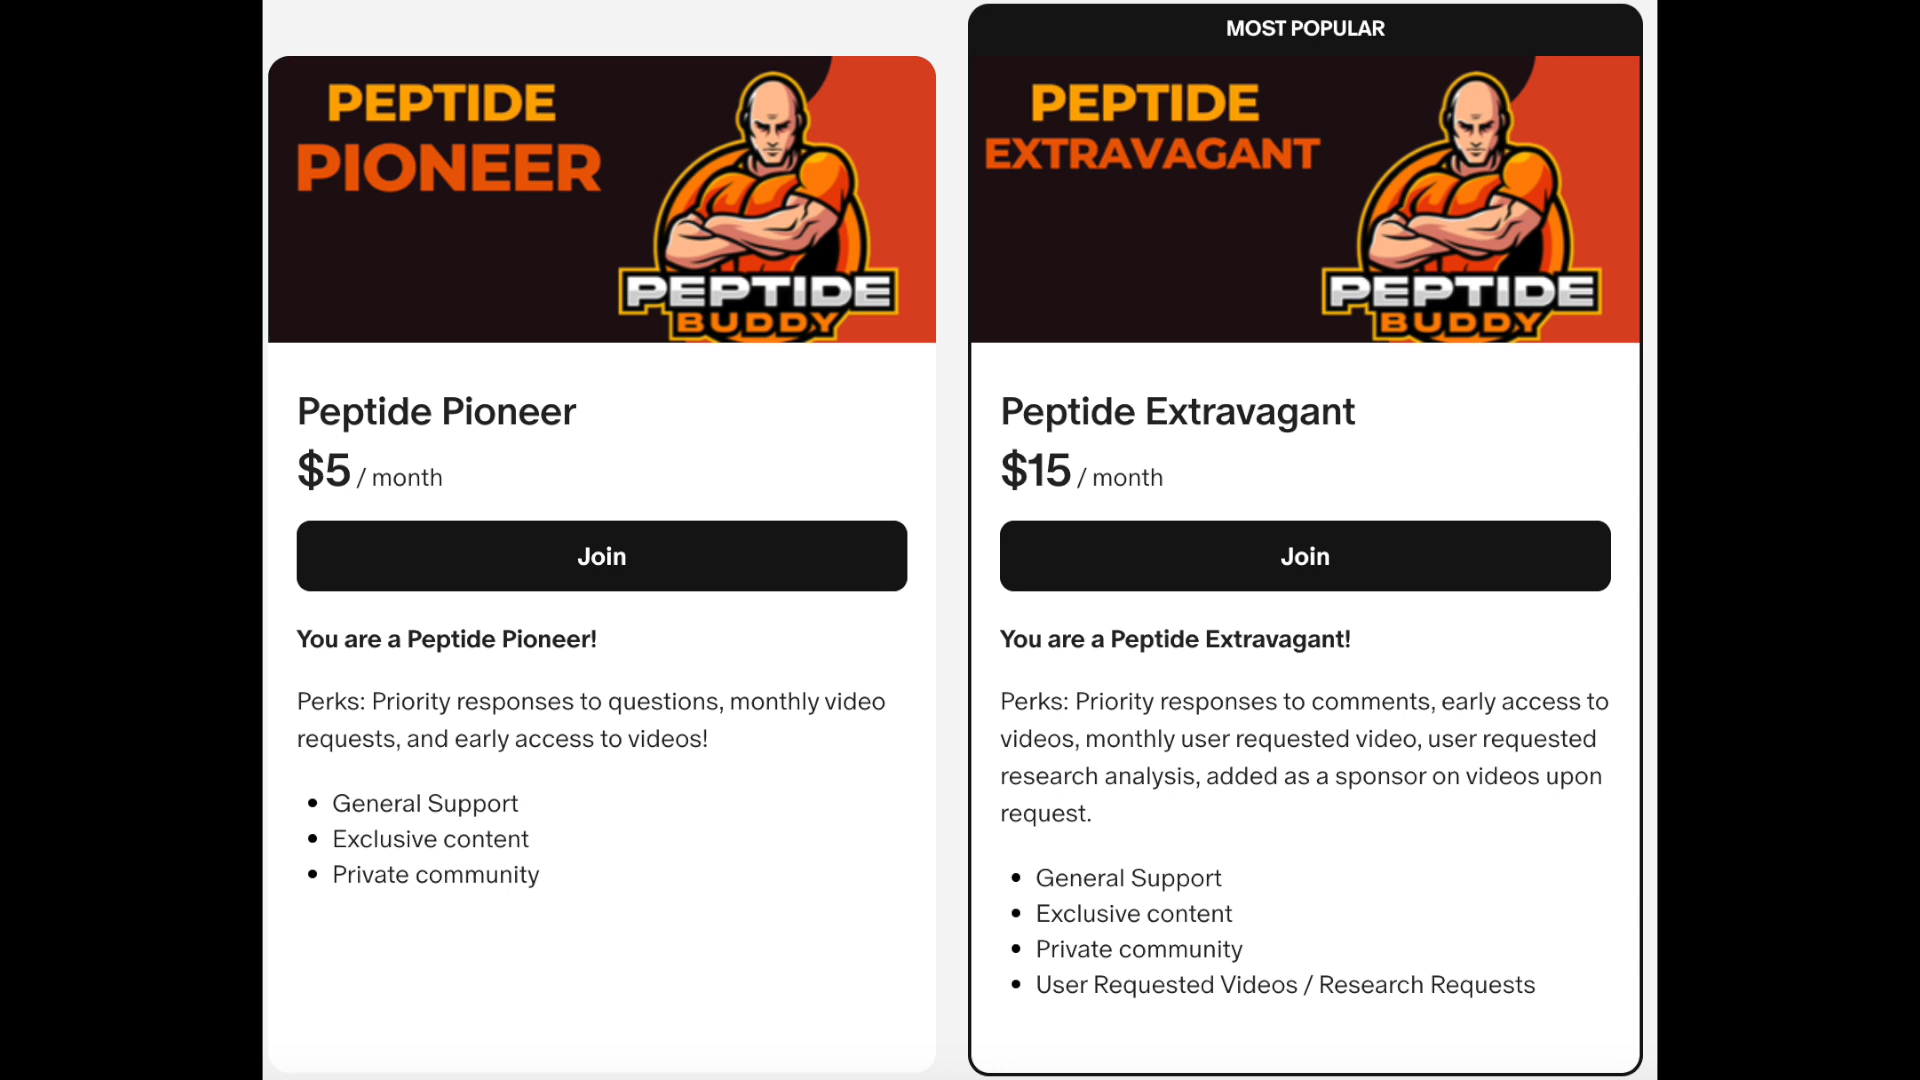 PEPTIDE
PIONEER
PEPTIDE
BUDDY
Peptide Pioneer
$5 / month
Join
You are a Peptide Pioneer!
Perks: Priority responses to questions, monthly video
requests, and early access to videos!
• General Support
• Exclusive content
• Private community
MOST POPULAR
PEPTIDE
EXTRAVAGANT
PEPTIDE
BUDDY
Peptide Extravagant
$15 / month
Join
You are a Peptide Extravagant!
Perks: Priority responses to comments, early access to
videos, monthly user requested video, user requested
research analysis, added as a sponsor on videos upon
request.
• General Support
• Exclusive content
• Private community
• User Requested Videos / Research Requests